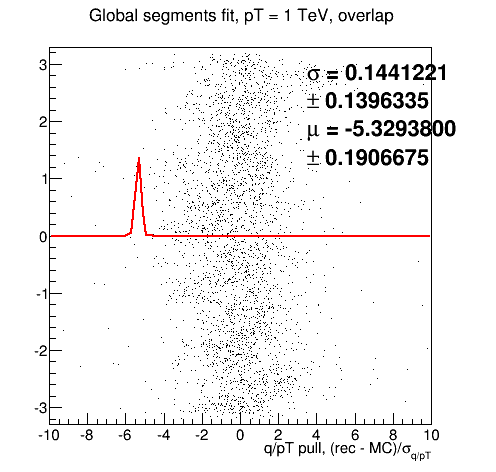 Global segments fit, pT = 1 TeV, overlap
3
σ = 0.1441221
± 0.1396335
2
μ = -5.3293800
± 0.1906675
1
0
-1
-2
-3
-10 -8 -6 -4 -2 0 2 4 6 8 10
q/pT pull, (rec - MC)/σq/pT